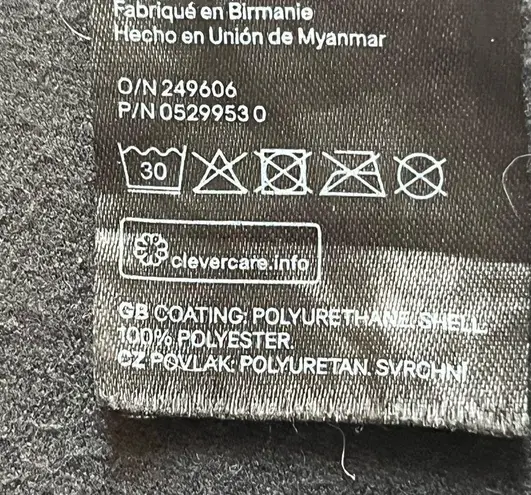 Fabriqué en Birmanie
Hecho en Unión de Myanmar
O/N 249606
P/N 0529953 0
30
clevercare.info
GB COATING: POLYURETHANE. SHELL:
100% POLYESTER.
CZ POVLAK: POLYURETAN. SVRCHNÍ